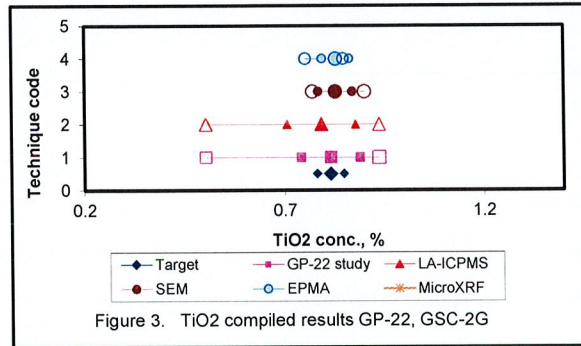 5
4
3
2
1
0
Technique code
0.2 0.7 1.2
TiO2 conc., %
Target GP-22 study LA-ICPMS
SEM EPMA MicroXRF
Figure 3. TiO2 compiled results GP-22, GSC-2G